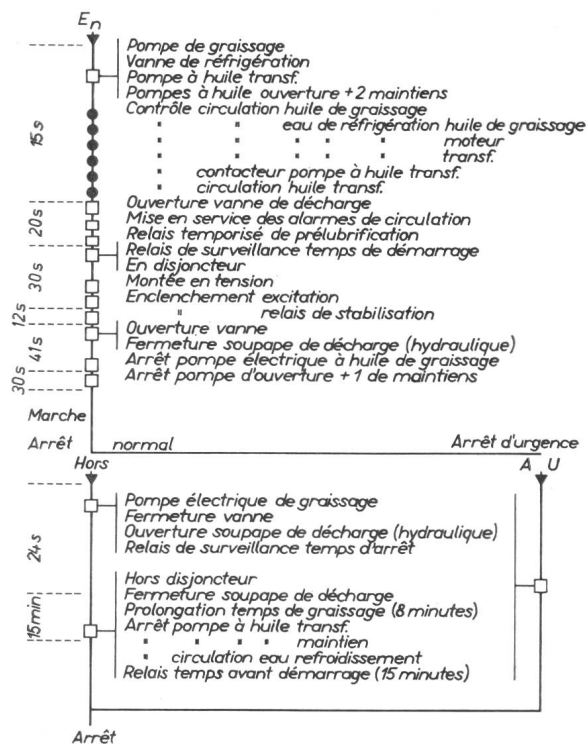 En
Pompe de graissage
Vanne de réfrigération
Pompe à huile transf.
Pompes à huile ouverture +2 maintiens
15s
Contrôle circulation huile de graissage
" " eau de réfrigération huile de graissage
" " " " " moteur
" " " " " transf.
" contacteur pompe à huile transf.
" circulation huile transf.
20s
Ouverture vanne de décharge
Mise en service des alarmes de circulation
Relais temporisé de prélubrification
30s
Relais de surveillance temps de démarrage
En disjoncteur
Montée en tension
Enclenchement excitation
12s
" relais de stabilisation
41s
Ouverture vanne
Fermeture soupape de décharge (hydraulique)
Arrêt pompe électrique à huile de graissage
30s
Arrêt pompe d'ouverture +1 de maintiens
Marche
Arrêt normal Arrêt d'urgence
Hors A U
24s
Pompe électrique de graissage
Fermeture vanne
Ouverture soupape de décharge (hydraulique)
Relais de surveillance temps d'arrêt
Hors disjoncteur
15min
Fermeture soupape de décharge
Prolongation temps de graissage (8 minutes)
Arrêt pompe à huile transf.
" " " " maintien
" circulation eau refroidissement
Relais temps avant démarrage (15 minutes)
Arrêt